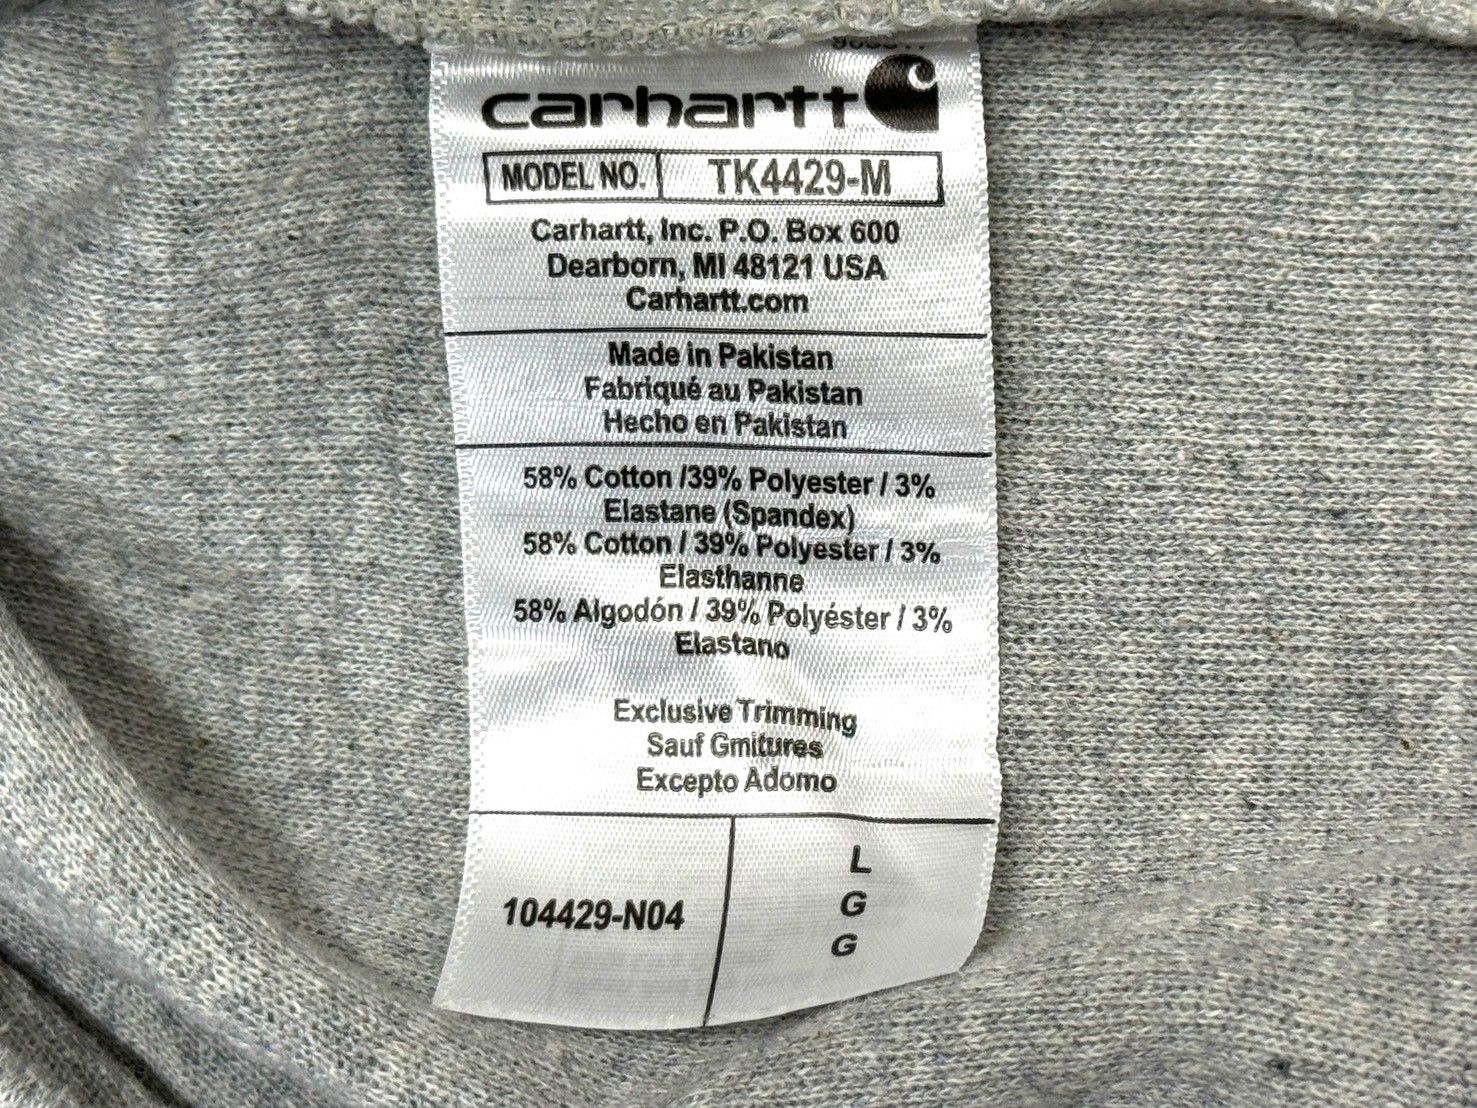 carhartt
MODEL NO. TK4429-M
Carhartt, Inc. P.O. Box 600
Dearborn, MI 48121 USA
Carhartt.com
Made in Pakistan
Fabriqué au Pakistan
Hecho en Pakistan
58% Cotton /39% Polyester / 3%
Elastane (Spandex)
58% Cotton / 39% Polyester / 3%
Elasthanne
58% Algodón / 39% Polyéster / 3%
Elastano
Exclusive Trimming
Sauf Gmitures
Excepto Adomo
104429-N04
L
G
G